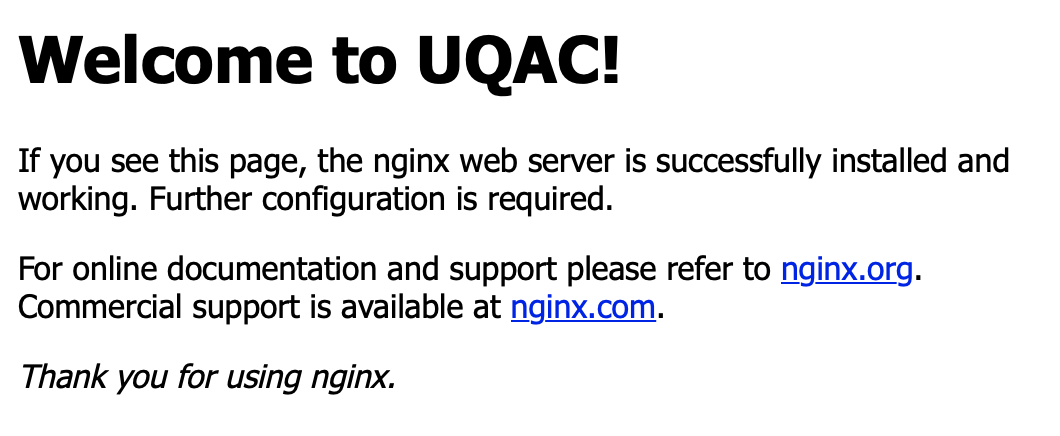 Welcome to UQAC!
If you see this page, the nginx web server is successfully installed and
working. Further configuration is required.
For online documentation and support please refer to nginx.org.
Commercial support is available at nginx.com.
Thank you for using nginx.